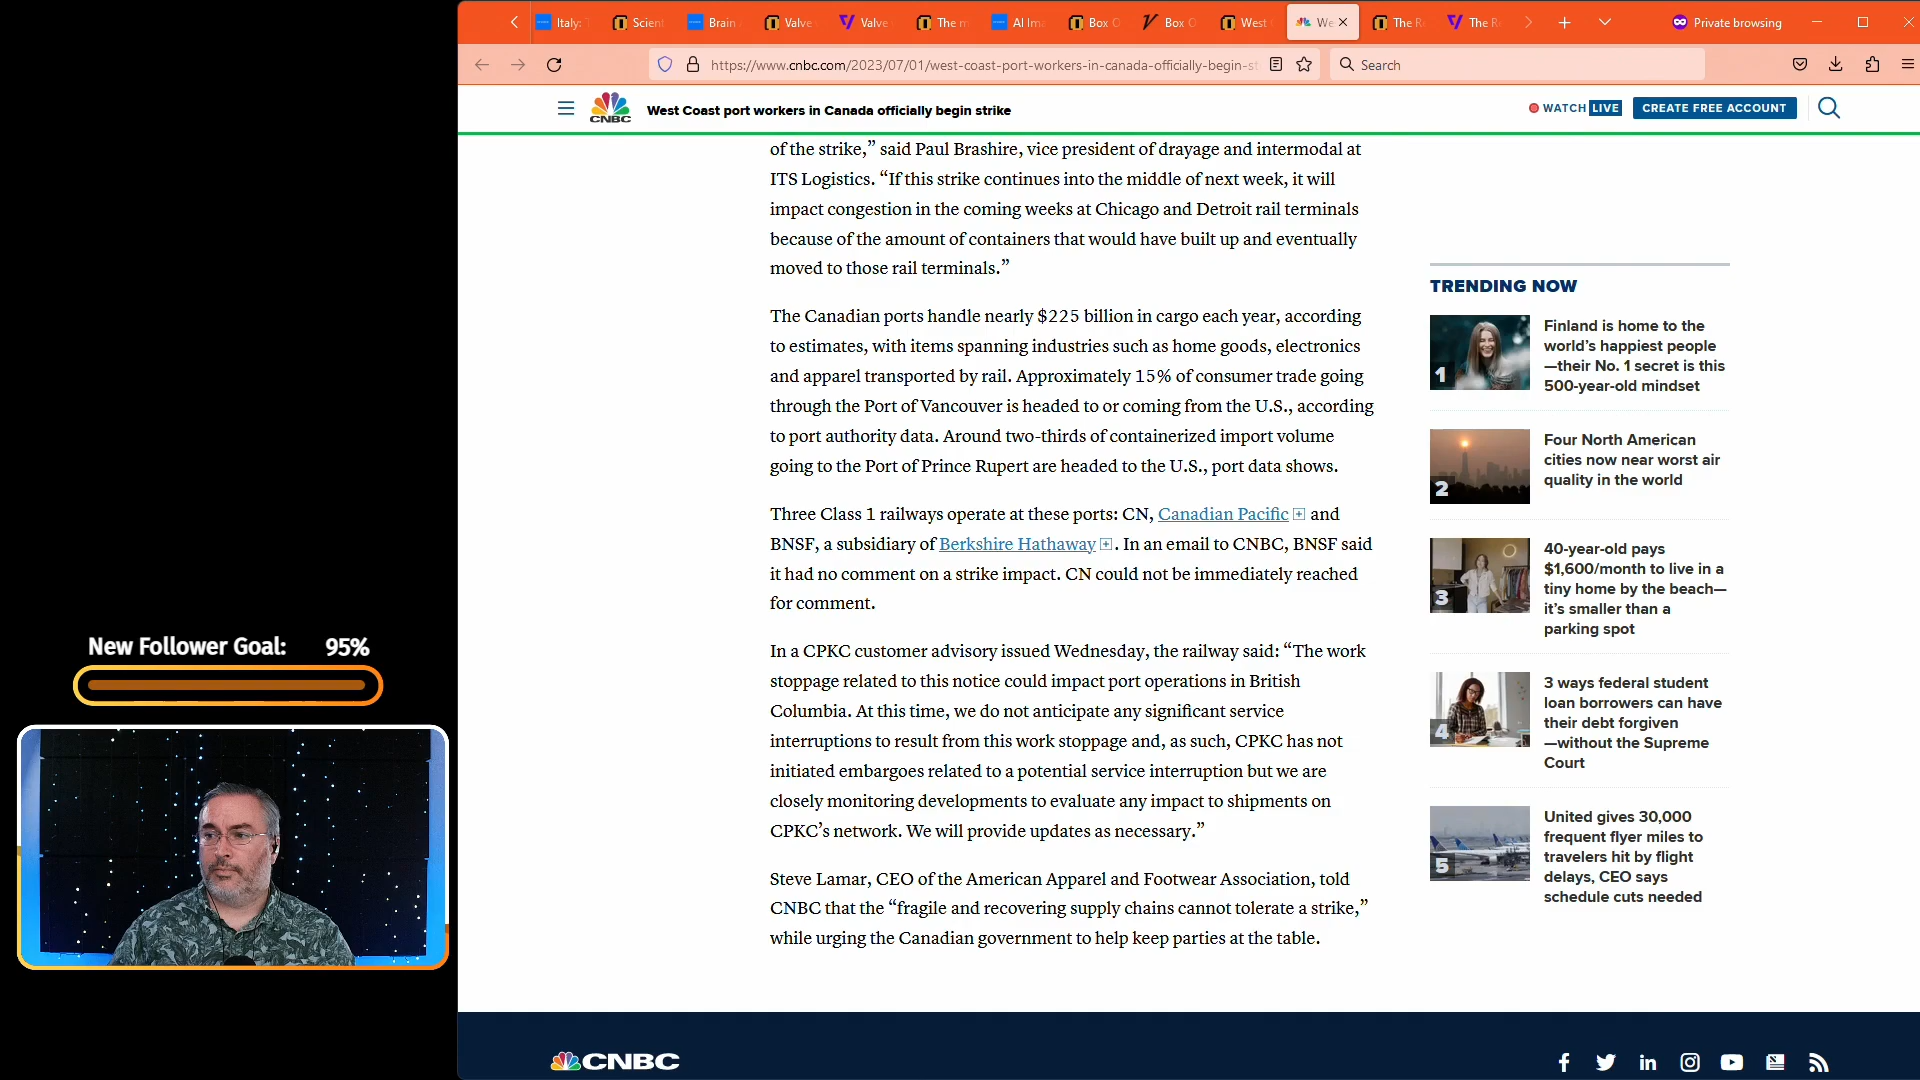 Italy:
Scient
Brain
Valve
Valve
The m
AI Ima
Box O
Box O
West
We
The R
The R
Private browsing
https://www.cnbc.com/2023/07/01/west-coast-port-workers-in-canada-officially-begin-st
Search
CNBC
West Coast port workers in Canada officially begin strike
WATCH LIVE
CREATE FREE ACCOUNT
of the strike,” said Paul Brashire, vice president of drayage and intermodal at
ITS Logistics. “If this strike continues into the middle of next week, it will
impact congestion in the coming weeks at Chicago and Detroit rail terminals
because of the amount of containers that would have built up and eventually
moved to those rail terminals.”
The Canadian ports handle nearly $225 billion in cargo each year, according
to estimates, with items spanning industries such as home goods, electronics
and apparel transported by rail. Approximately 15% of consumer trade going
through the Port of Vancouver is headed to or coming from the U.S., according
to port authority data. Around two-thirds of containerized import volume
going to the Port of Prince Rupert are headed to the U.S., port data shows.
Three Class 1 railways operate at these ports: CN, Canadian Pacific and
BNSF, a subsidiary of Berkshire Hathaway. In an email to CNBC, BNSF said
it had no comment on a strike impact. CN could not be immediately reached
for comment.
In a CPKC customer advisory issued Wednesday, the railway said: “The work
stoppage related to this notice could impact port operations in British
Columbia. At this time, we do not anticipate any significant service
interruptions to result from this work stoppage and, as such, CPKC has not
initiated embargoes related to a potential service interruption but we are
closely monitoring developments to evaluate any impact to shipments on
CPKC’s network. We will provide updates as necessary.”
Steve Lamar, CEO of the American Apparel and Footwear Association, told
CNBC that the “fragile and recovering supply chains cannot tolerate a strike,”
while urging the Canadian government to help keep parties at the table.
TRENDING NOW
1
Finland is home to the
world’s happiest people
—their No. 1 secret is this
500-year-old mindset
2
Four North American
cities now near worst air
quality in the world
3
40-year-old pays
$1,600/month to live in a
tiny home by the beach—
it’s smaller than a
parking spot
4
3 ways federal student
loan borrowers can have
their debt forgiven
—without the Supreme
Court
5
United gives 30,000
frequent flyer miles to
travelers hit by flight
delays, CEO says
schedule cuts needed
New Follower Goal: 95%
CNBC